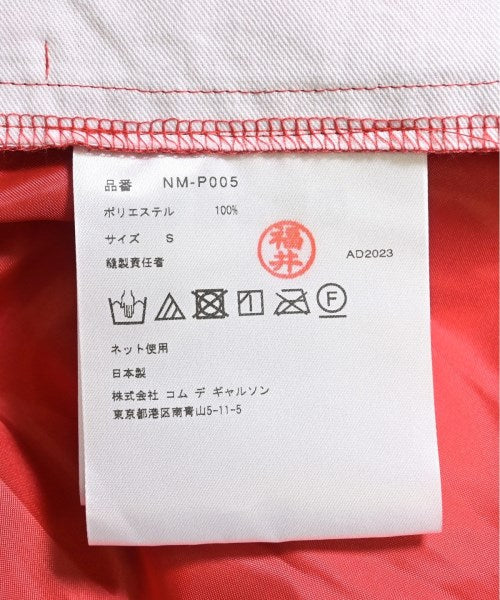 品番 NM-P005
ポリエステル 100%
サイズ S
縫製責任者 福井 AD2023
F
ネット使用
日本製
株式会社 コム デ ギャルソン
東京都港区南青山5-11-5